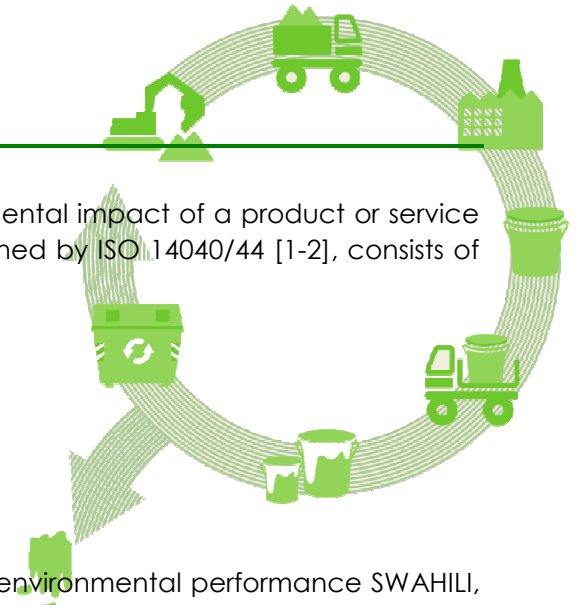 ental impact of a product or service
ned by ISO 14040/44 [1-2], consists of
environmental performance SWAHILI,